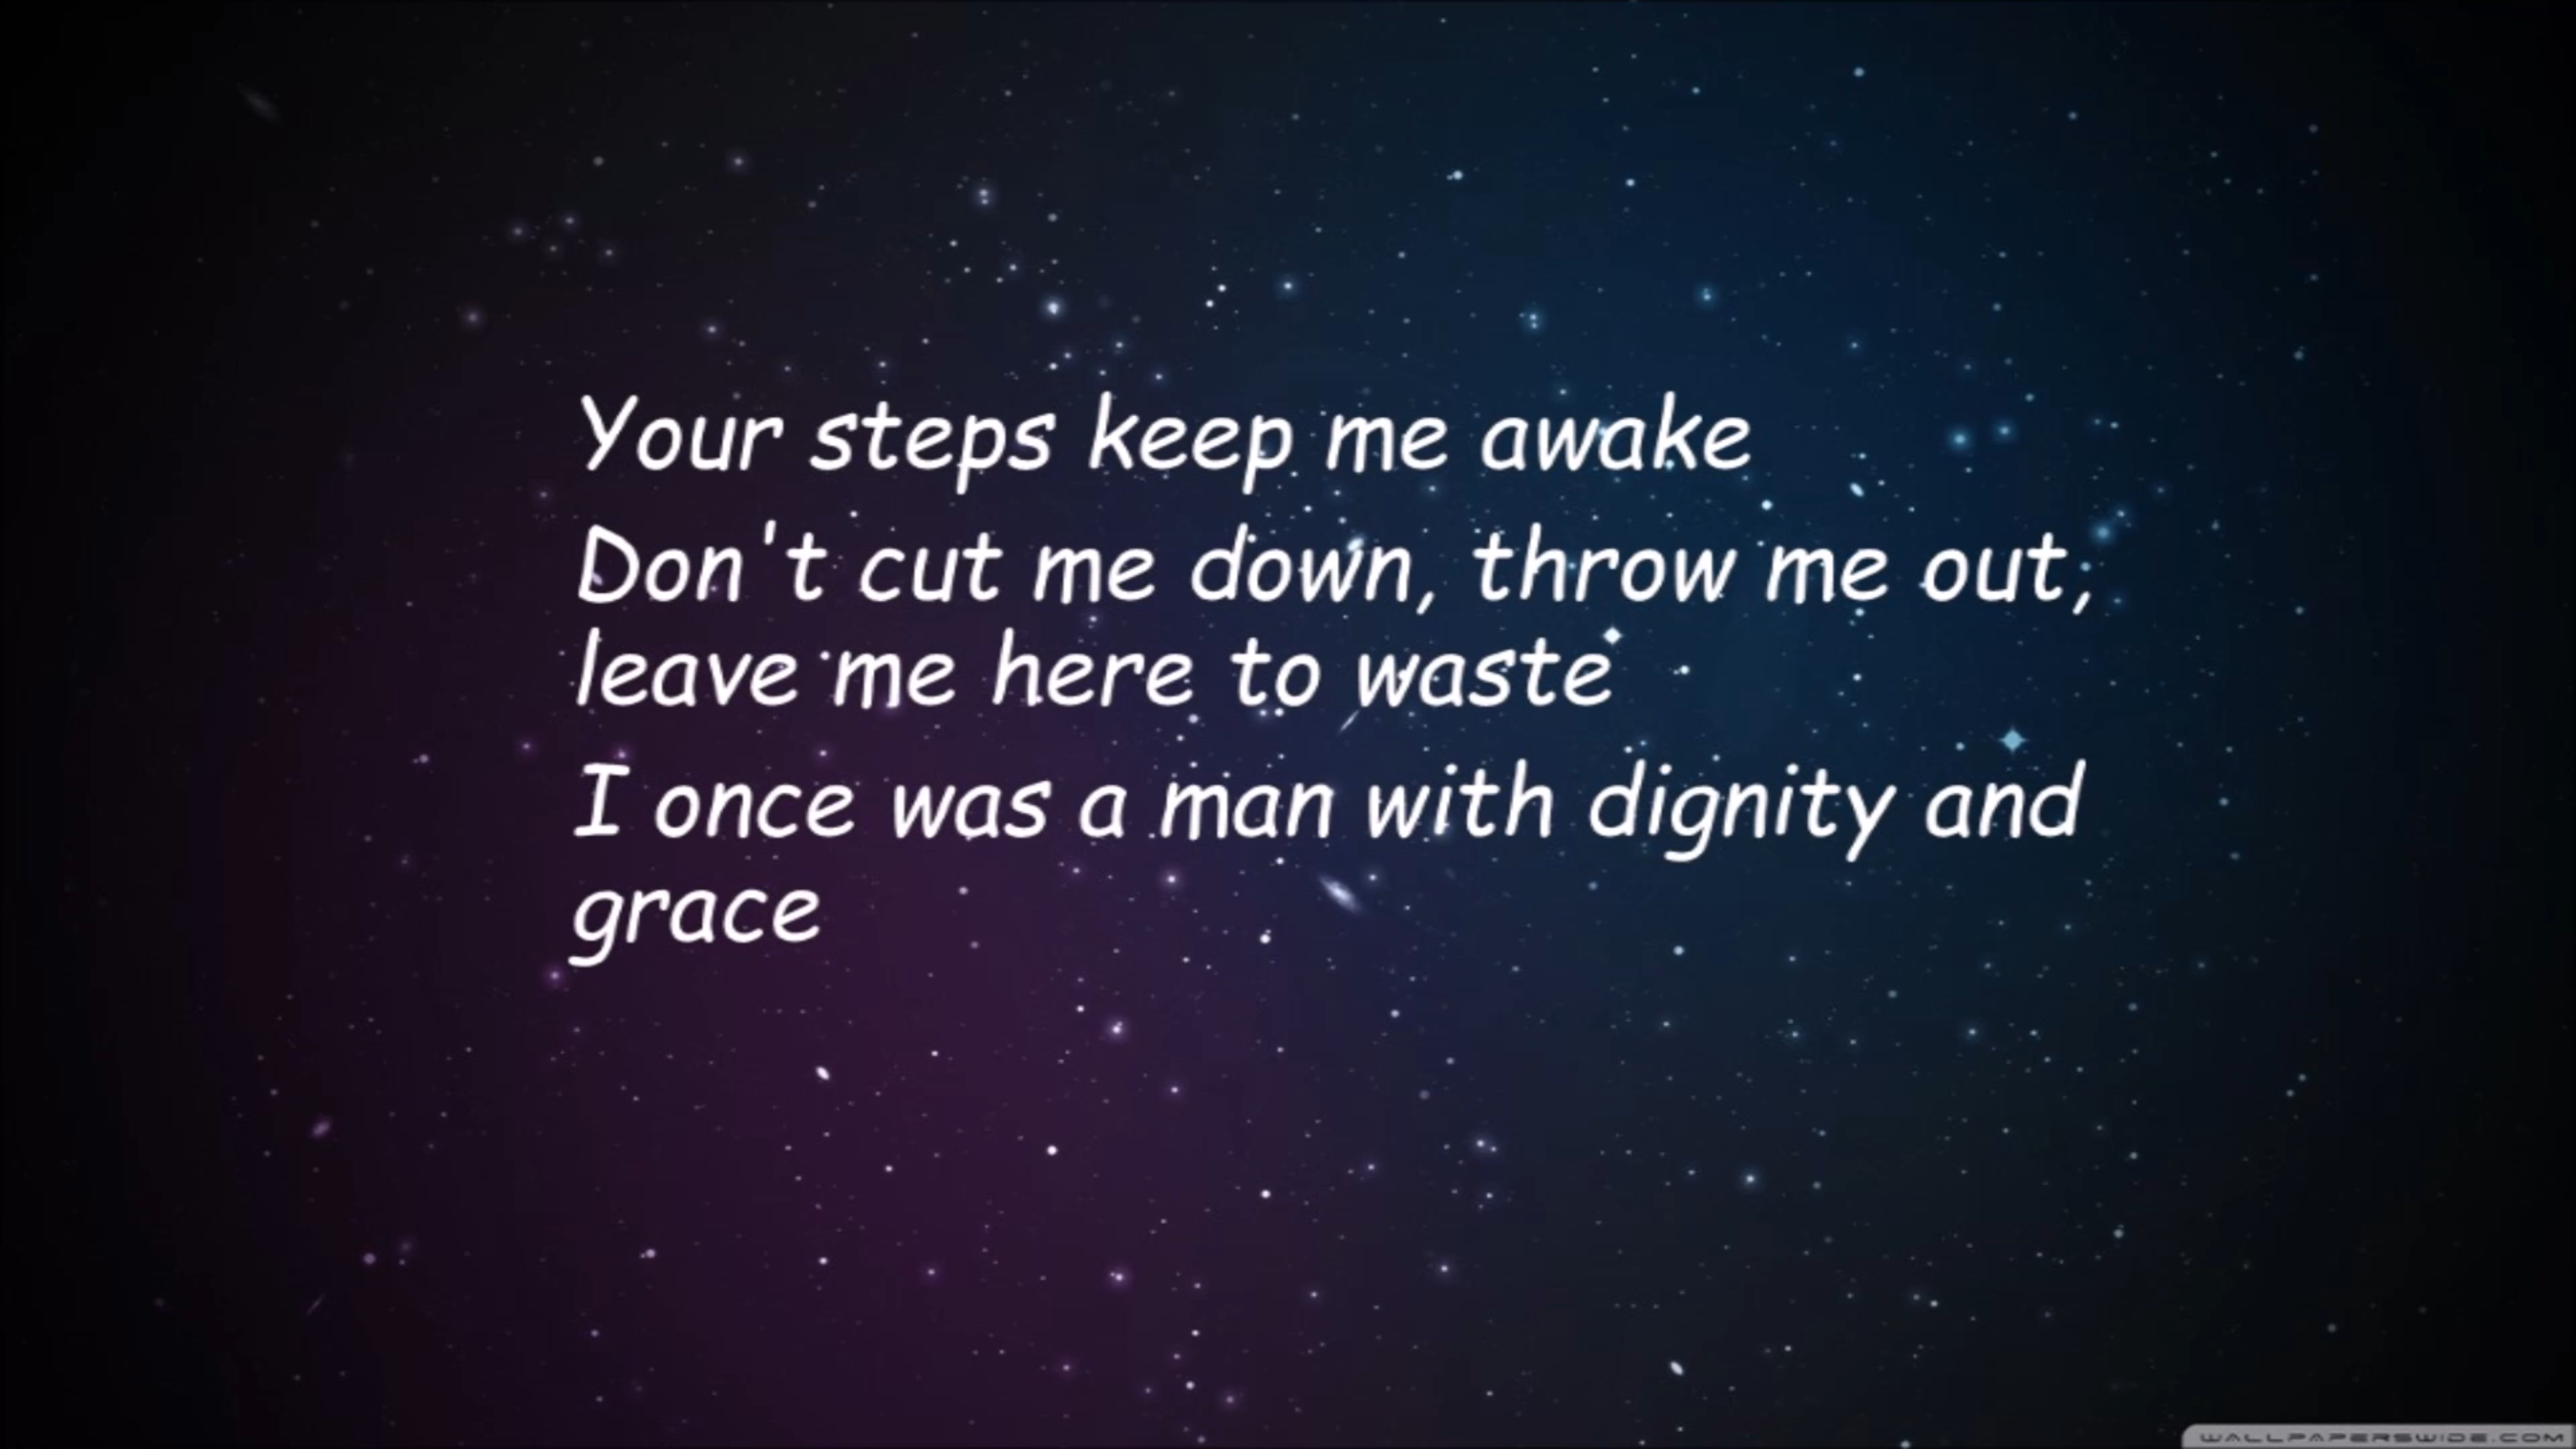 Your steps keep me awake
Don't cut me down, throw me out,
leave me here to waste
I once was a man with dignity and
grace
WALLPAPERSWIDE.COM